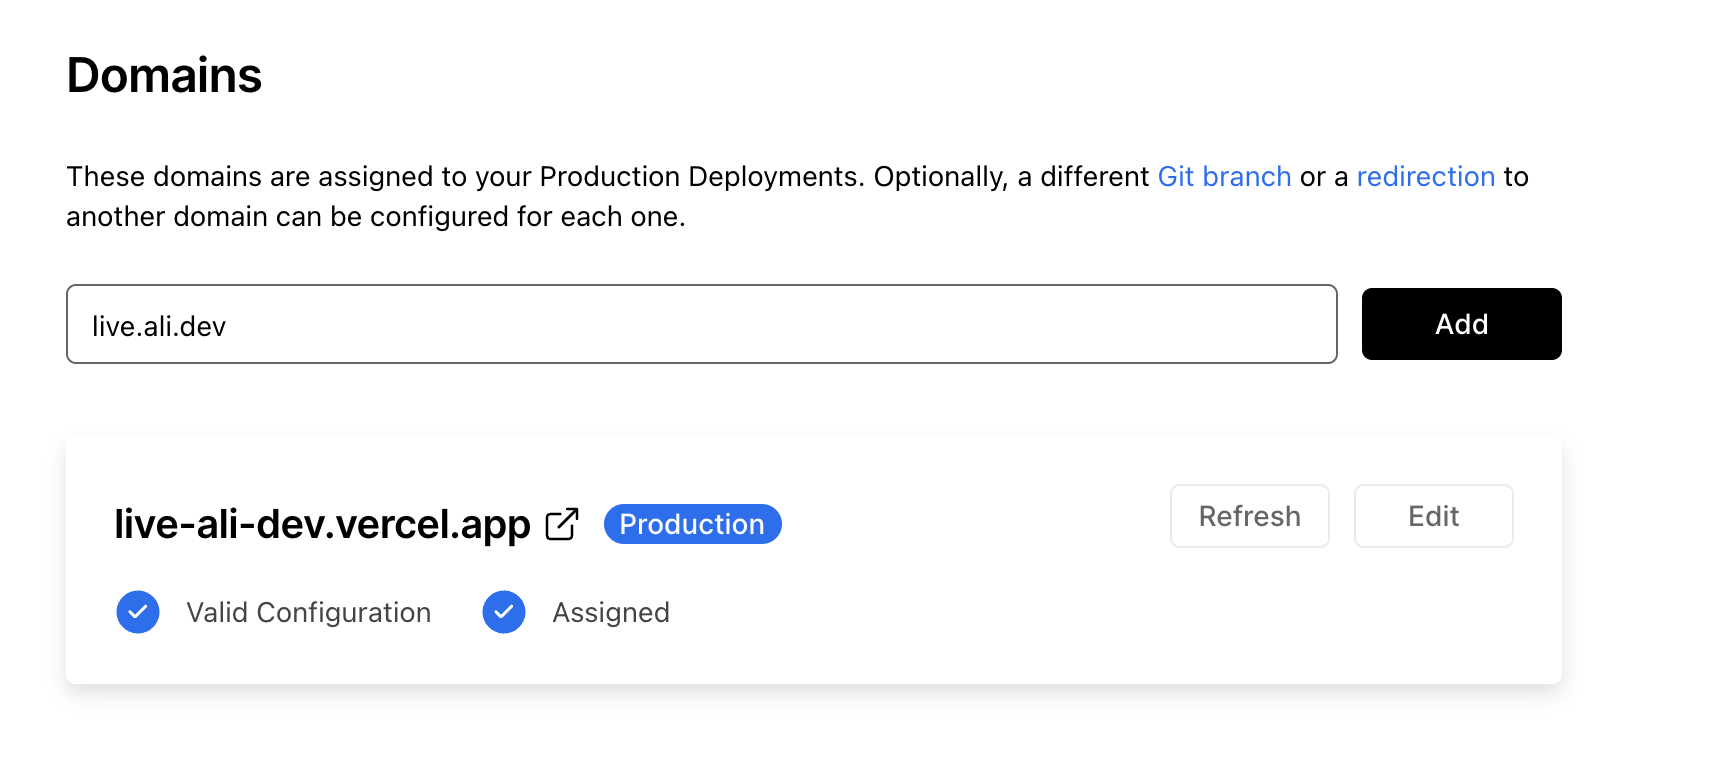 Domains
These domains are assigned to your Production Deployments. Optionally, a different Git branch or a redirection to
another domain can be configured for each one.
live.ali.dev
Add
live-ali-dev.vercel.app
Production
Refresh
Edit
Valid Configuration
Assigned